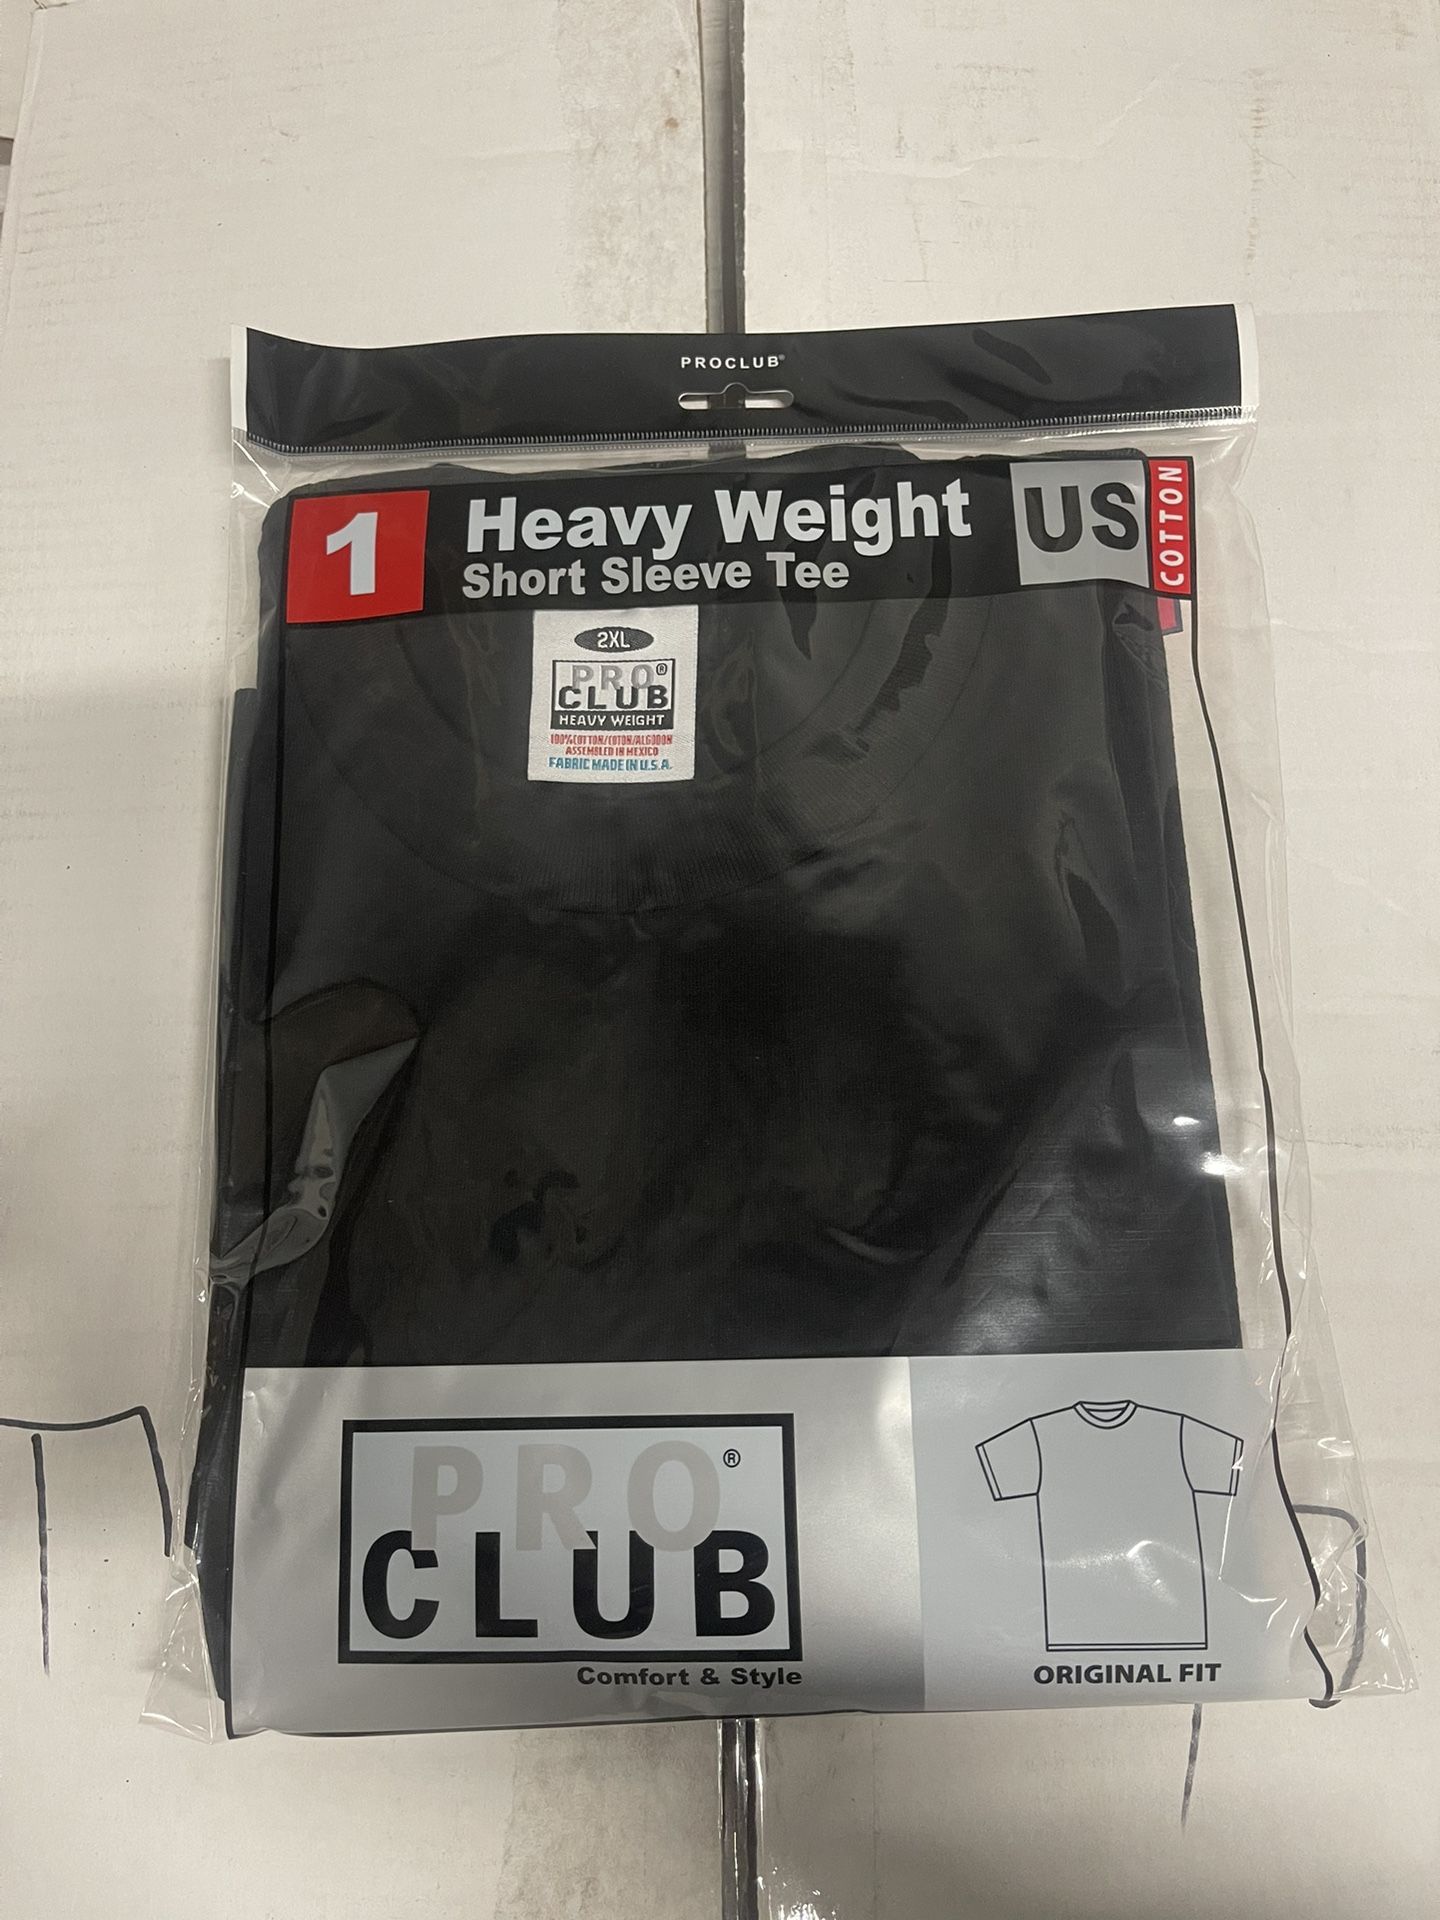 PROCLUB®
1
Heavy Weight
Short Sleeve Tee
US
COTTON
2XL
PRO®
CLUB
HEAVY WEIGHT
100%COTTON/COTON/ALGODON
ASSEMBLED IN MEXICO
FABRIC MADE IN U.S.A.
PRO®
CLUB
Comfort & Style
ORIGINAL FIT